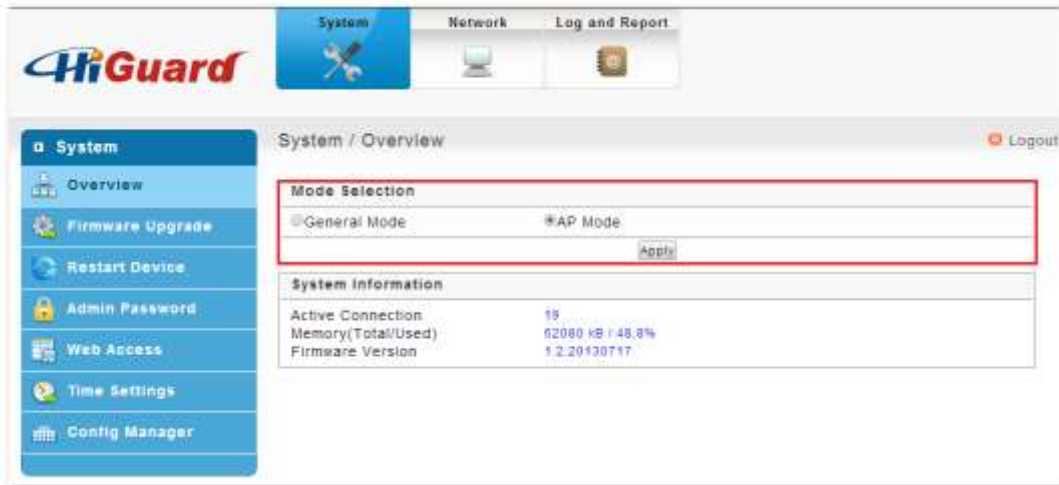 System Network Log and Report
HiGuard
System
System / Overview
Logout
Overview
Firmware Upgrade
Restart Device
Admin Password
Web Access
Time Settings
Config Manager
Mode Selection
General Mode AP Mode
Apply
System Information
Active Connection 19
Memory(Total/Used) 62080 kB / 48.8%
Firmware Version 1.2.20130717